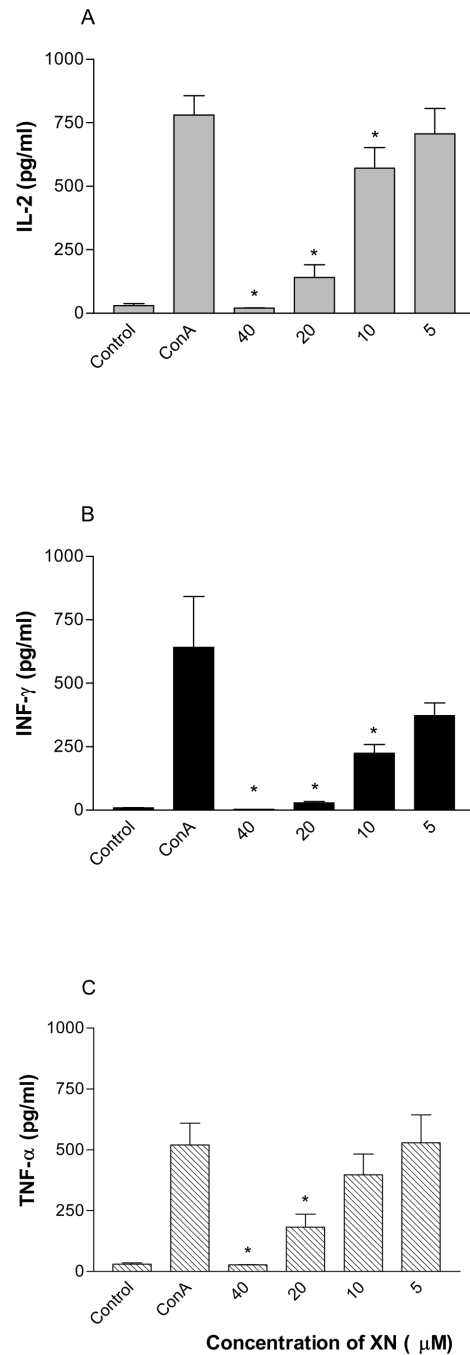 A
IL-2 (pg/ml)
1000
750
500
250
0
* * *
Control ConA 40 20 10 5
B
INF-γ (pg/ml)
1000
750
500
250
0
* * *
Control ConA 40 20 10 5
C
TNF-α (pg/ml)
1000
750
500
250
0
* *
Control ConA 40 20 10 5
Concentration of XN ( μM)